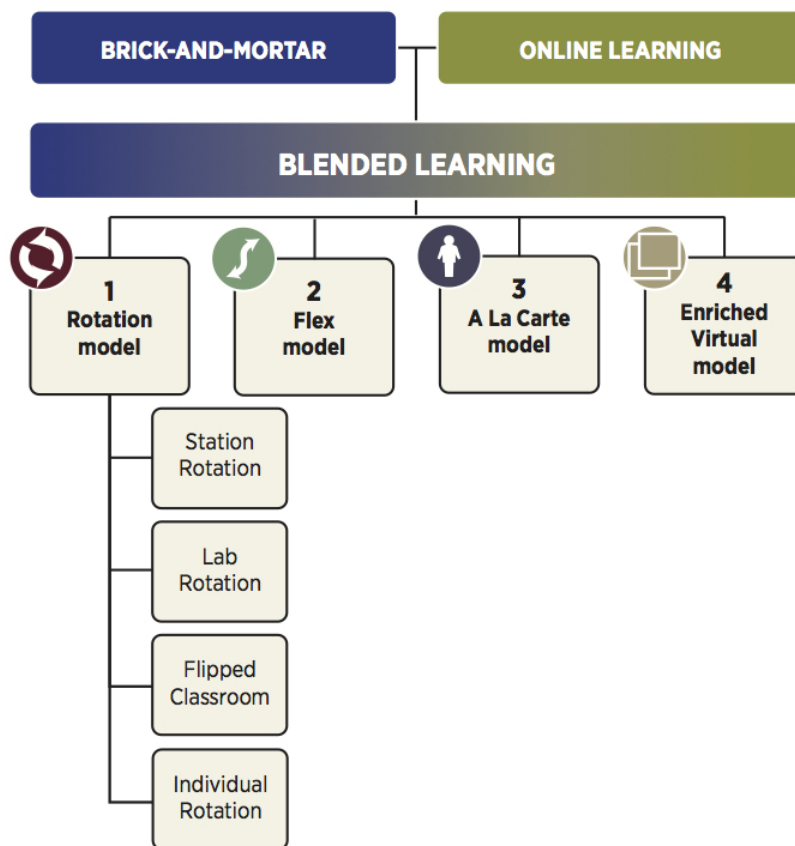 BRICK-AND-MORTAR
ONLINE LEARNING
BLENDED LEARNING
1
Rotation
model
2
Flex
model
3
A La Carte
model
4
Enriched
Virtual
model
Station
Rotation
Lab
Rotation
Flipped
Classroom
Individual
Rotation